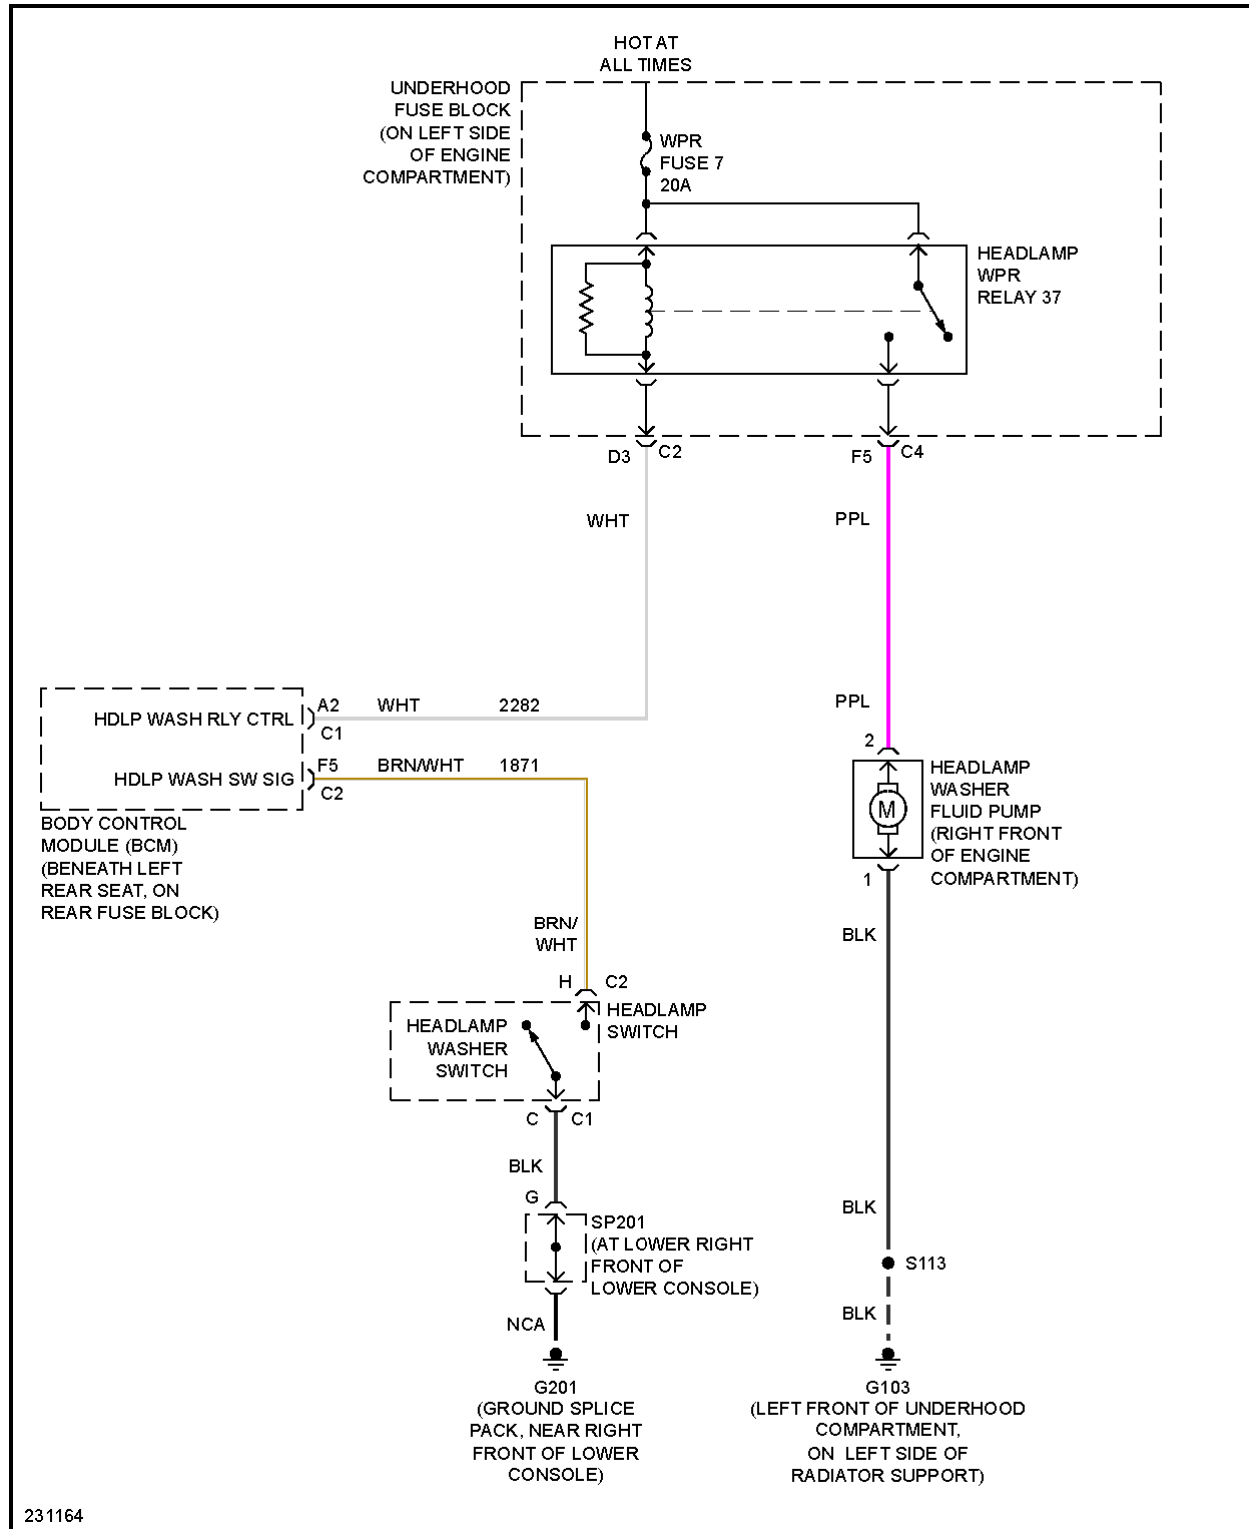 HOT AT
ALL TIMES
UNDERHOOD
FUSE BLOCK
(ON LEFT SIDE
OF ENGINE
COMPARTMENT)
WPR
FUSE 7
20A
HEADLAMP
WPR
RELAY 37
D3 C2
F5 C4
WHT
PPL
HDLP WASH RLY CTRL
A2 WHT 2282
C1
HDLP WASH SW SIG
F5 BRN/WHT 1871
C2
BODY CONTROL
MODULE (BCM)
(BENEATH LEFT
REAR SEAT, ON
REAR FUSE BLOCK)
PPL
2
M
HEADLAMP
WASHER
FLUID PUMP
(RIGHT FRONT
OF ENGINE
COMPARTMENT)
1
BLK
BRN/
WHT
H C2
HEADLAMP
SWITCH
HEADLAMP
WASHER
SWITCH
C C1
BLK
G
SP201
(AT LOWER RIGHT
FRONT OF
LOWER CONSOLE)
NCA
G201
(GROUND SPLICE
PACK, NEAR RIGHT
FRONT OF LOWER
CONSOLE)
BLK
S113
BLK
G103
(LEFT FRONT OF UNDERHOOD
COMPARTMENT,
ON LEFT SIDE OF
RADIATOR SUPPORT)
231164